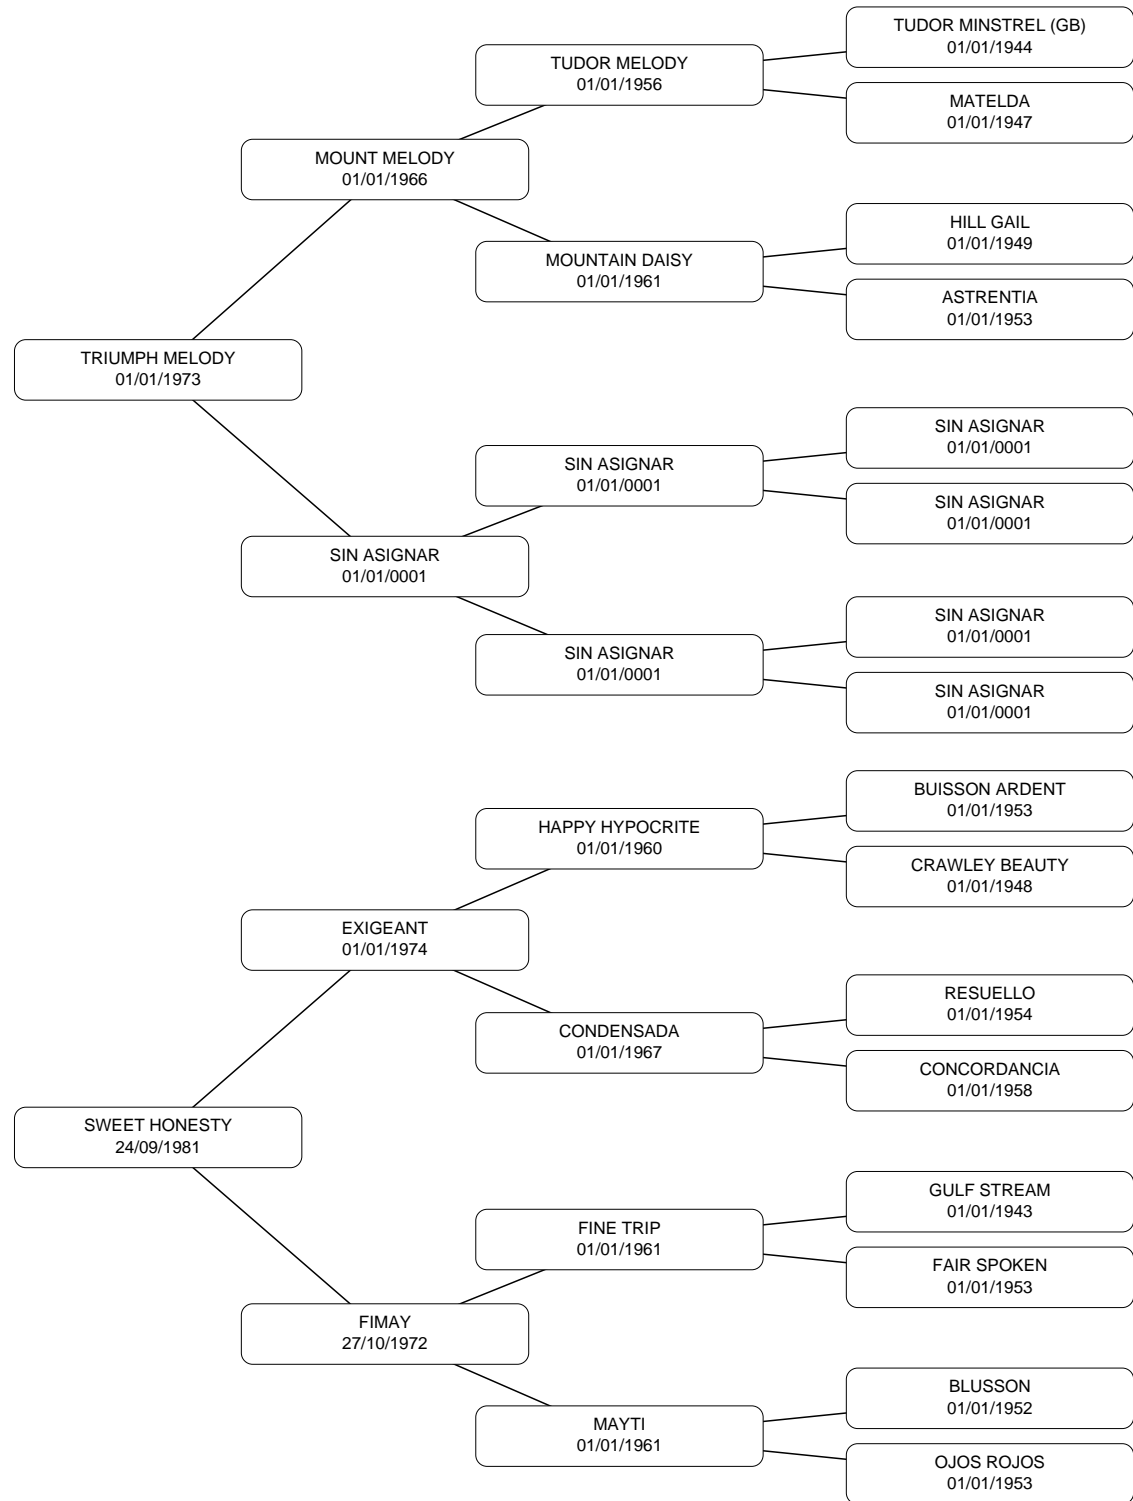 TUDOR MINSTREL (GB)
01/01/1944
TUDOR MELODY
01/01/1956
MATELDA
01/01/1947
MOUNT MELODY
01/01/1966
HILL GAIL
01/01/1949
MOUNTAIN DAISY
01/01/1961
ASTRENTIA
01/01/1953
TRIUMPH MELODY
01/01/1973
SIN ASIGNAR
01/01/0001
SIN ASIGNAR
01/01/0001
SIN ASIGNAR
01/01/0001
SIN ASIGNAR
01/01/0001
SIN ASIGNAR
01/01/0001
SIN ASIGNAR
01/01/0001
SIN ASIGNAR
01/01/0001
BUISSON ARDENT
01/01/1953
HAPPY HYPOCRITE
01/01/1960
CRAWLEY BEAUTY
01/01/1948
EXIGEANT
01/01/1974
RESUELLO
01/01/1954
CONDENSADA
01/01/1967
CONCORDANCIA
01/01/1958
SWEET HONESTY
24/09/1981
GULF STREAM
01/01/1943
FINE TRIP
01/01/1961
FAIR SPOKEN
01/01/1953
FIMAY
27/10/1972
BLUSSON
01/01/1952
MAYTI
01/01/1961
OJOS ROJOS
01/01/1953